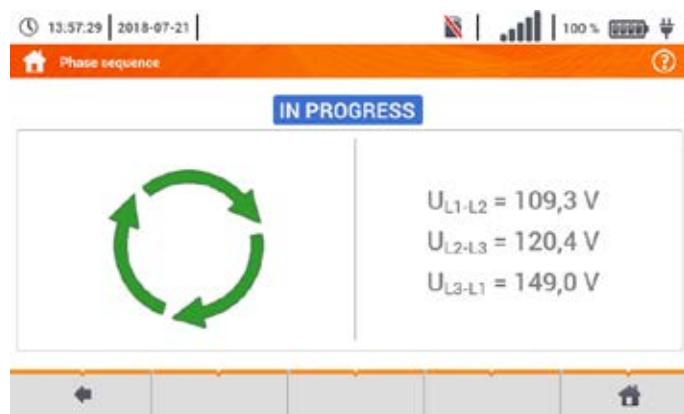 13:57:29 2018-07-21 100 %
Phase sequence
IN PROGRESS
UL1-L2 = 109,3 V
UL2-L3 = 120,4 V
UL3-L1 = 149,0 V